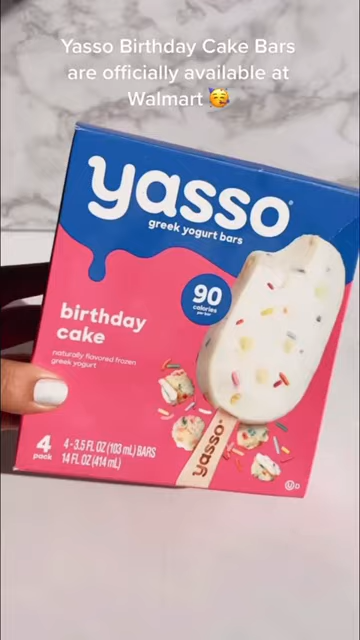 Yasso Birthday Cake Bars
are officially available at
Walmart 🥳
yasso®
greek yogurt bars
90
calories
per bar
birthday
cake
naturally flavored frozen
greek yogurt
4
pack
4-3.5 FL OZ (103 mL) BARS
14 FL OZ (414 mL)
yasso
U D